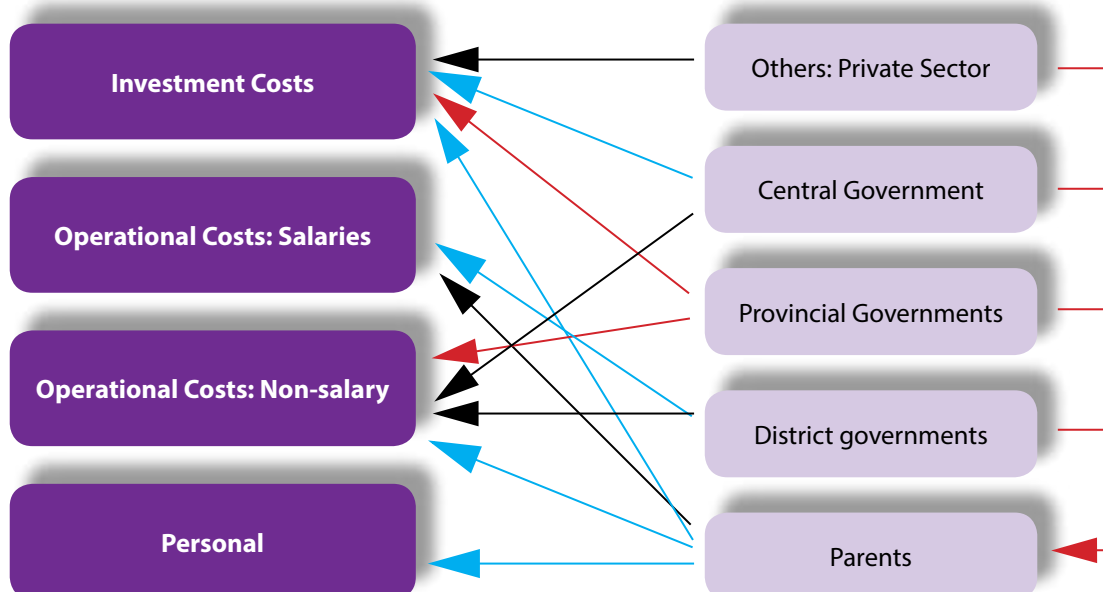 Investment Costs
Operational Costs: Salaries
Operational Costs: Non-salary
Personal
Others: Private Sector
Central Government
Provincial Governments
District governments
Parents